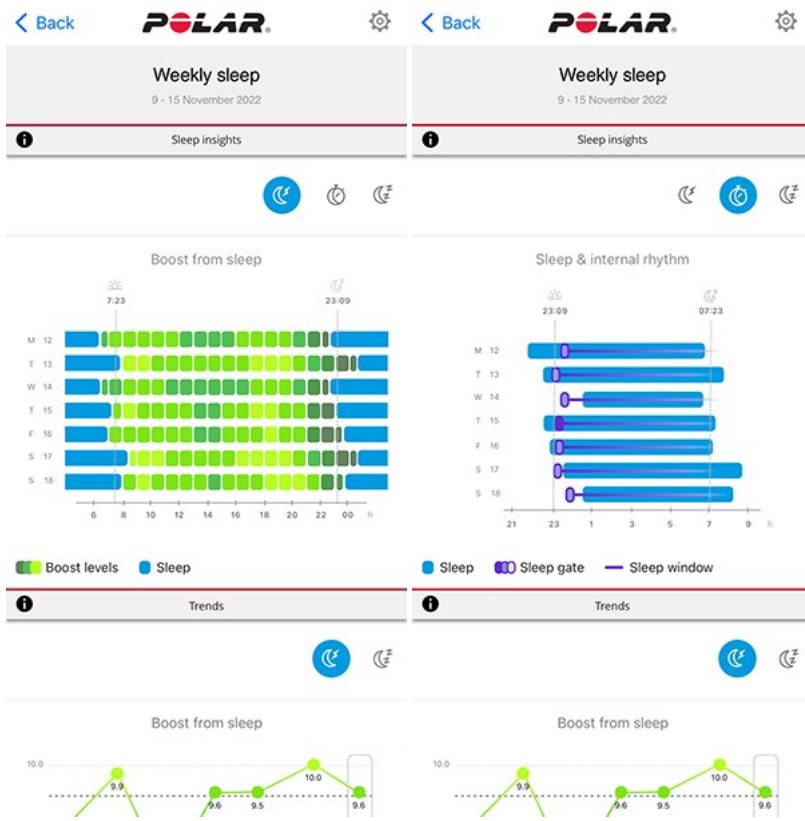 Back POLAR.
Weekly sleep
9 - 15 November 2022
Sleep insights
Boost from sleep
7:23 23:09
M 12
T 13
W 14
T 15
F 16
S 17
S 18
6 8 10 12 14 16 18 20 22 00 h
Boost levels Sleep
Trends
Boost from sleep
10.0
9.9 9.6 9.5 10.0 9.6
Back POLAR.
Weekly sleep
9 - 15 November 2022
Sleep insights
Sleep & internal rhythm
23:09 07:23
M 12
T 13
W 14
T 15
F 16
S 17
S 18
21 23 1 3 5 7 9 h
Sleep Sleep gate Sleep window
Trends
Boost from sleep
10.0
9.9 9.6 9.5 10.0 9.6